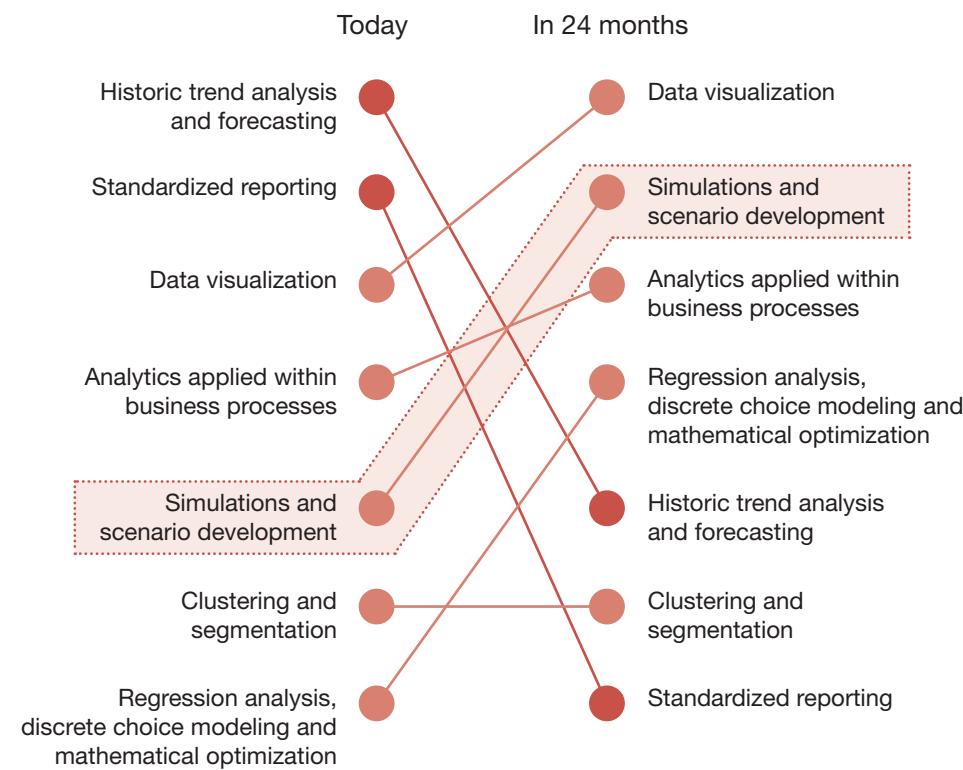 Today
In 24 months
Historic trend analysis
and forecasting
Standardized reporting
Data visualization
Analytics applied within
business processes
Simulations and
scenario development
Clustering and
segmentation
Regression analysis,
discrete choice modeling and
mathematical optimization
Data visualization
Simulations and
scenario development
Analytics applied within
business processes
Regression analysis,
discrete choice modeling and
mathematical optimization
Historic trend analysis
and forecasting
Clustering and
segmentation
Standardized reporting